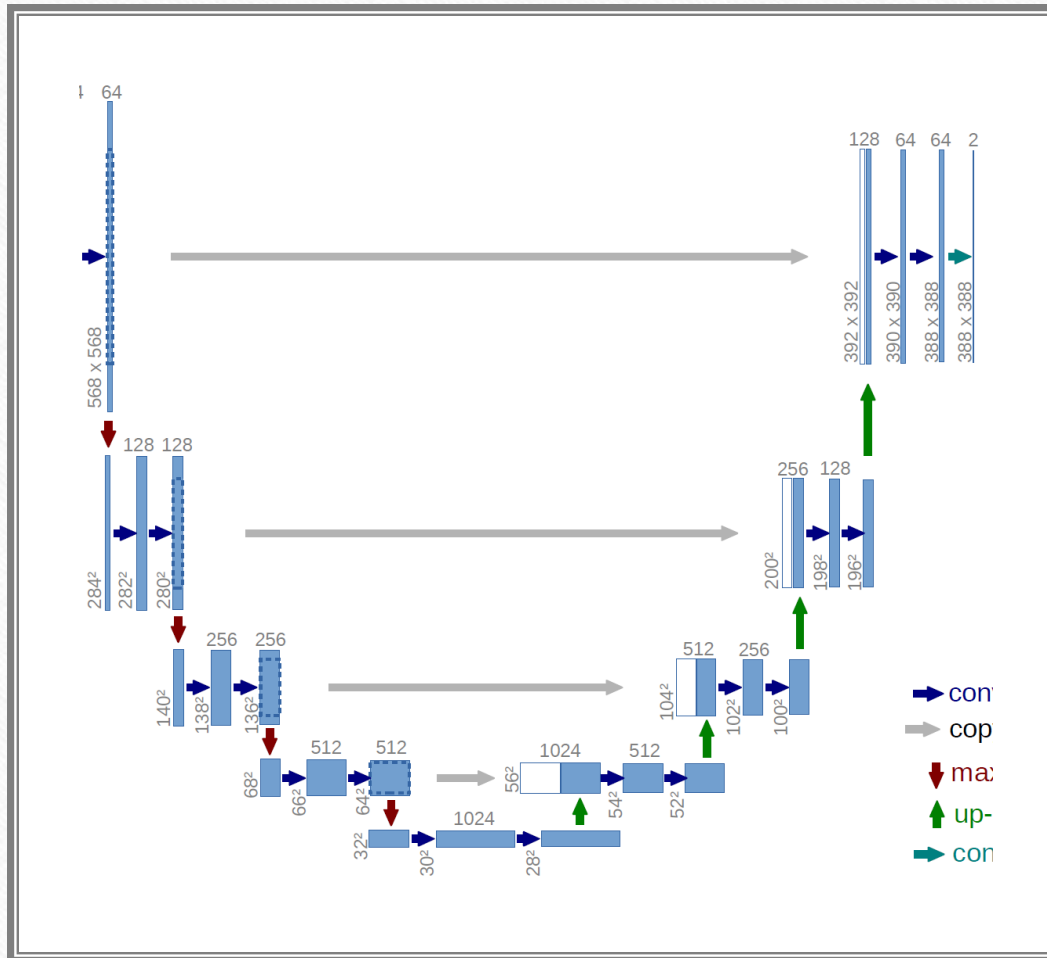 64
568 x 568
128 128
284² 282² 280²
256 256
140² 138² 136²
512 512
68² 66² 64²
1024
32² 30² 28²
1024 512
56² 54² 52²
512 256
104² 102² 100²
256 128
200² 198² 196²
128 64 64 2
392 x 392 390 x 390 388 x 388 388 x 388
cop
up-